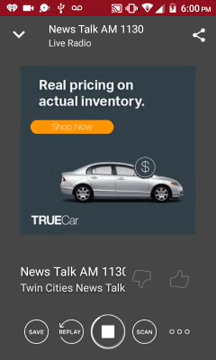 6:00 PM
News Talk AM 1130
Live Radio
Real pricing on
actual inventory.
Shop Now
$
TRUECar
News Talk AM 113
Twin Cities News Talk
SAVE
REPLAY
SCAN